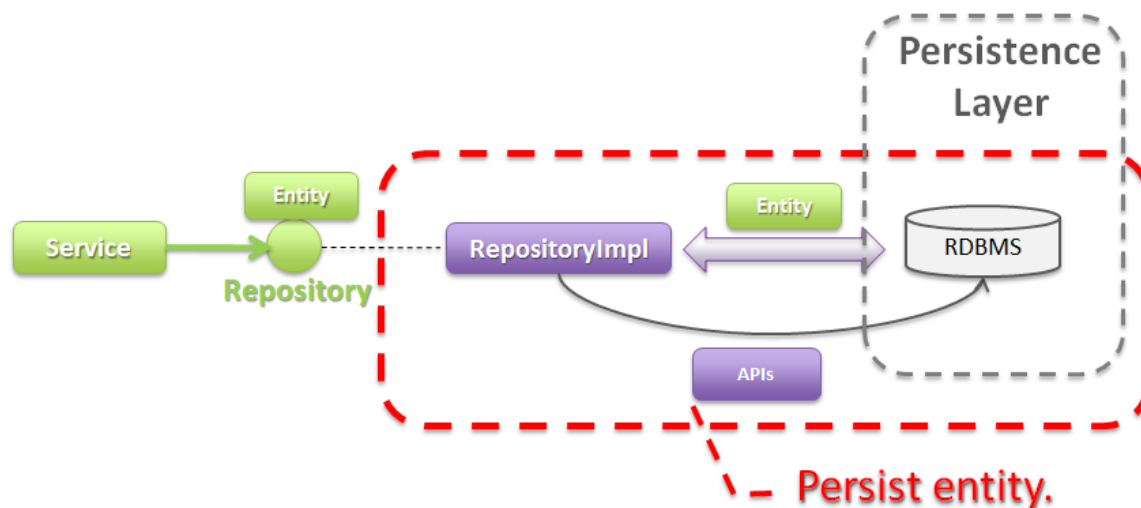 Persistence
Layer
Entity
Entity
Service
RepositoryImpl
RDBMS
Repository
APIs
Persist entity.